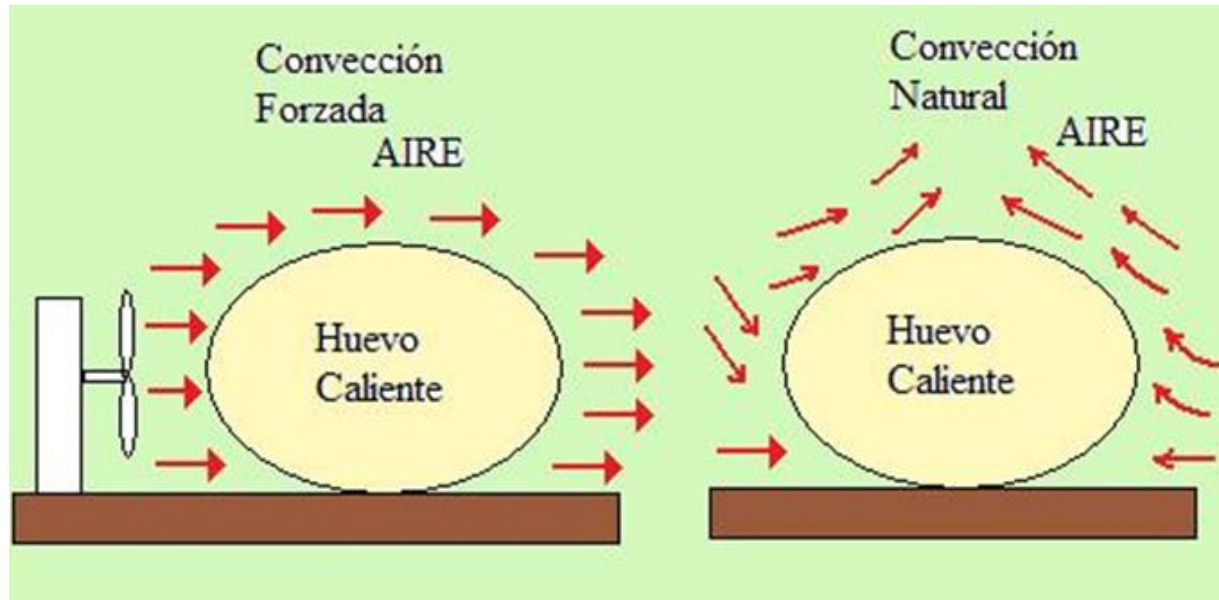 Convección
Forzada
AIRE
Huevo
Caliente
Convección
Natural
AIRE
Huevo
Caliente